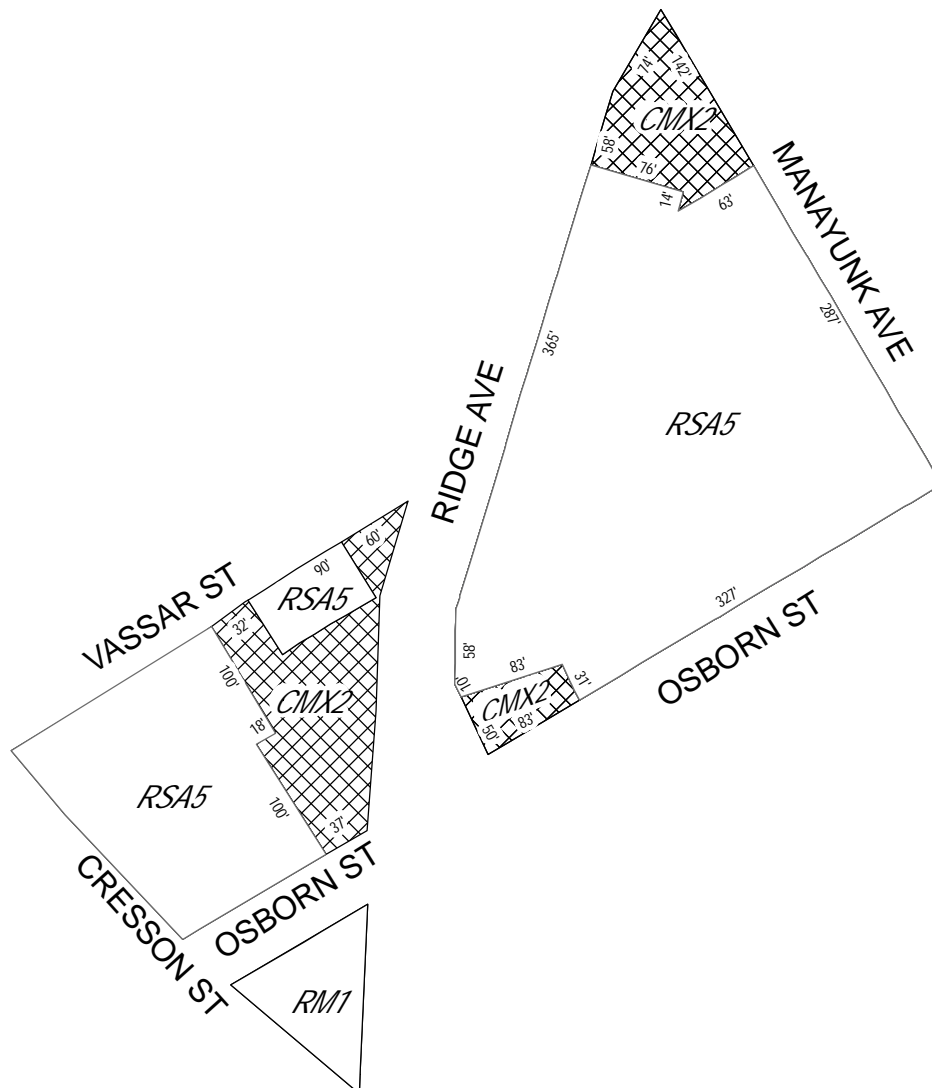 74'
142'
CMX2
58'
76'
14'
63'
MANAYUNK AVE
287'
365'
RIDGE AVE
RSA5
60'
90'
VASSAR ST
RSA5
32'
327'
OSBORN ST
58'
83'
10'
31'
CMX2
83'
50'
100'
CMX2
18'
RSA5
100'
37'
OSBORN ST
CRESSON ST
RM1